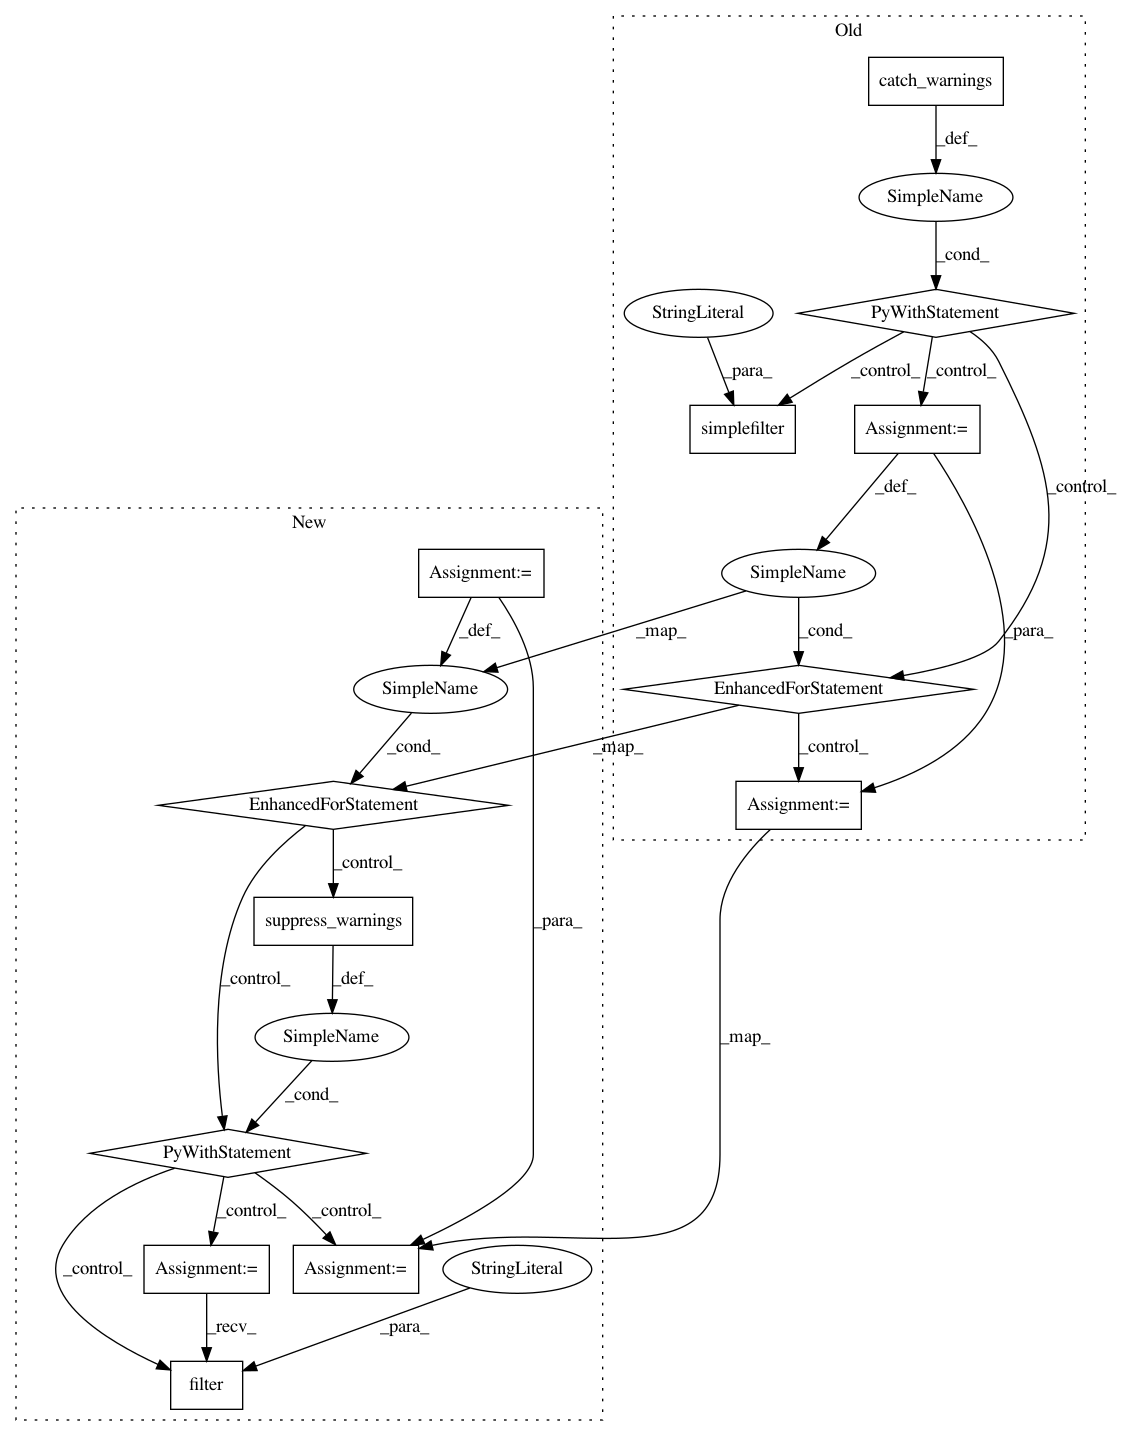 Old
catch_warnings
_def_
SimpleName
_cond_
StringLiteral
PyWithStatement
_para_
_control_
_control_
_control_
simplefilter
Assignment:=
_def_
New
Assignment:=
SimpleName
_def_
_map_
_cond_
_para_
SimpleName
EnhancedForStatement
_cond_
_map_
_control_
EnhancedForStatement
Assignment:=
_control_
suppress_warnings
_para_
_control_
_def_
SimpleName
_map_
_cond_
PyWithStatement
_control_
_control_
_control_
Assignment:=
Assignment:=
StringLiteral
_recv_
_para_
filter